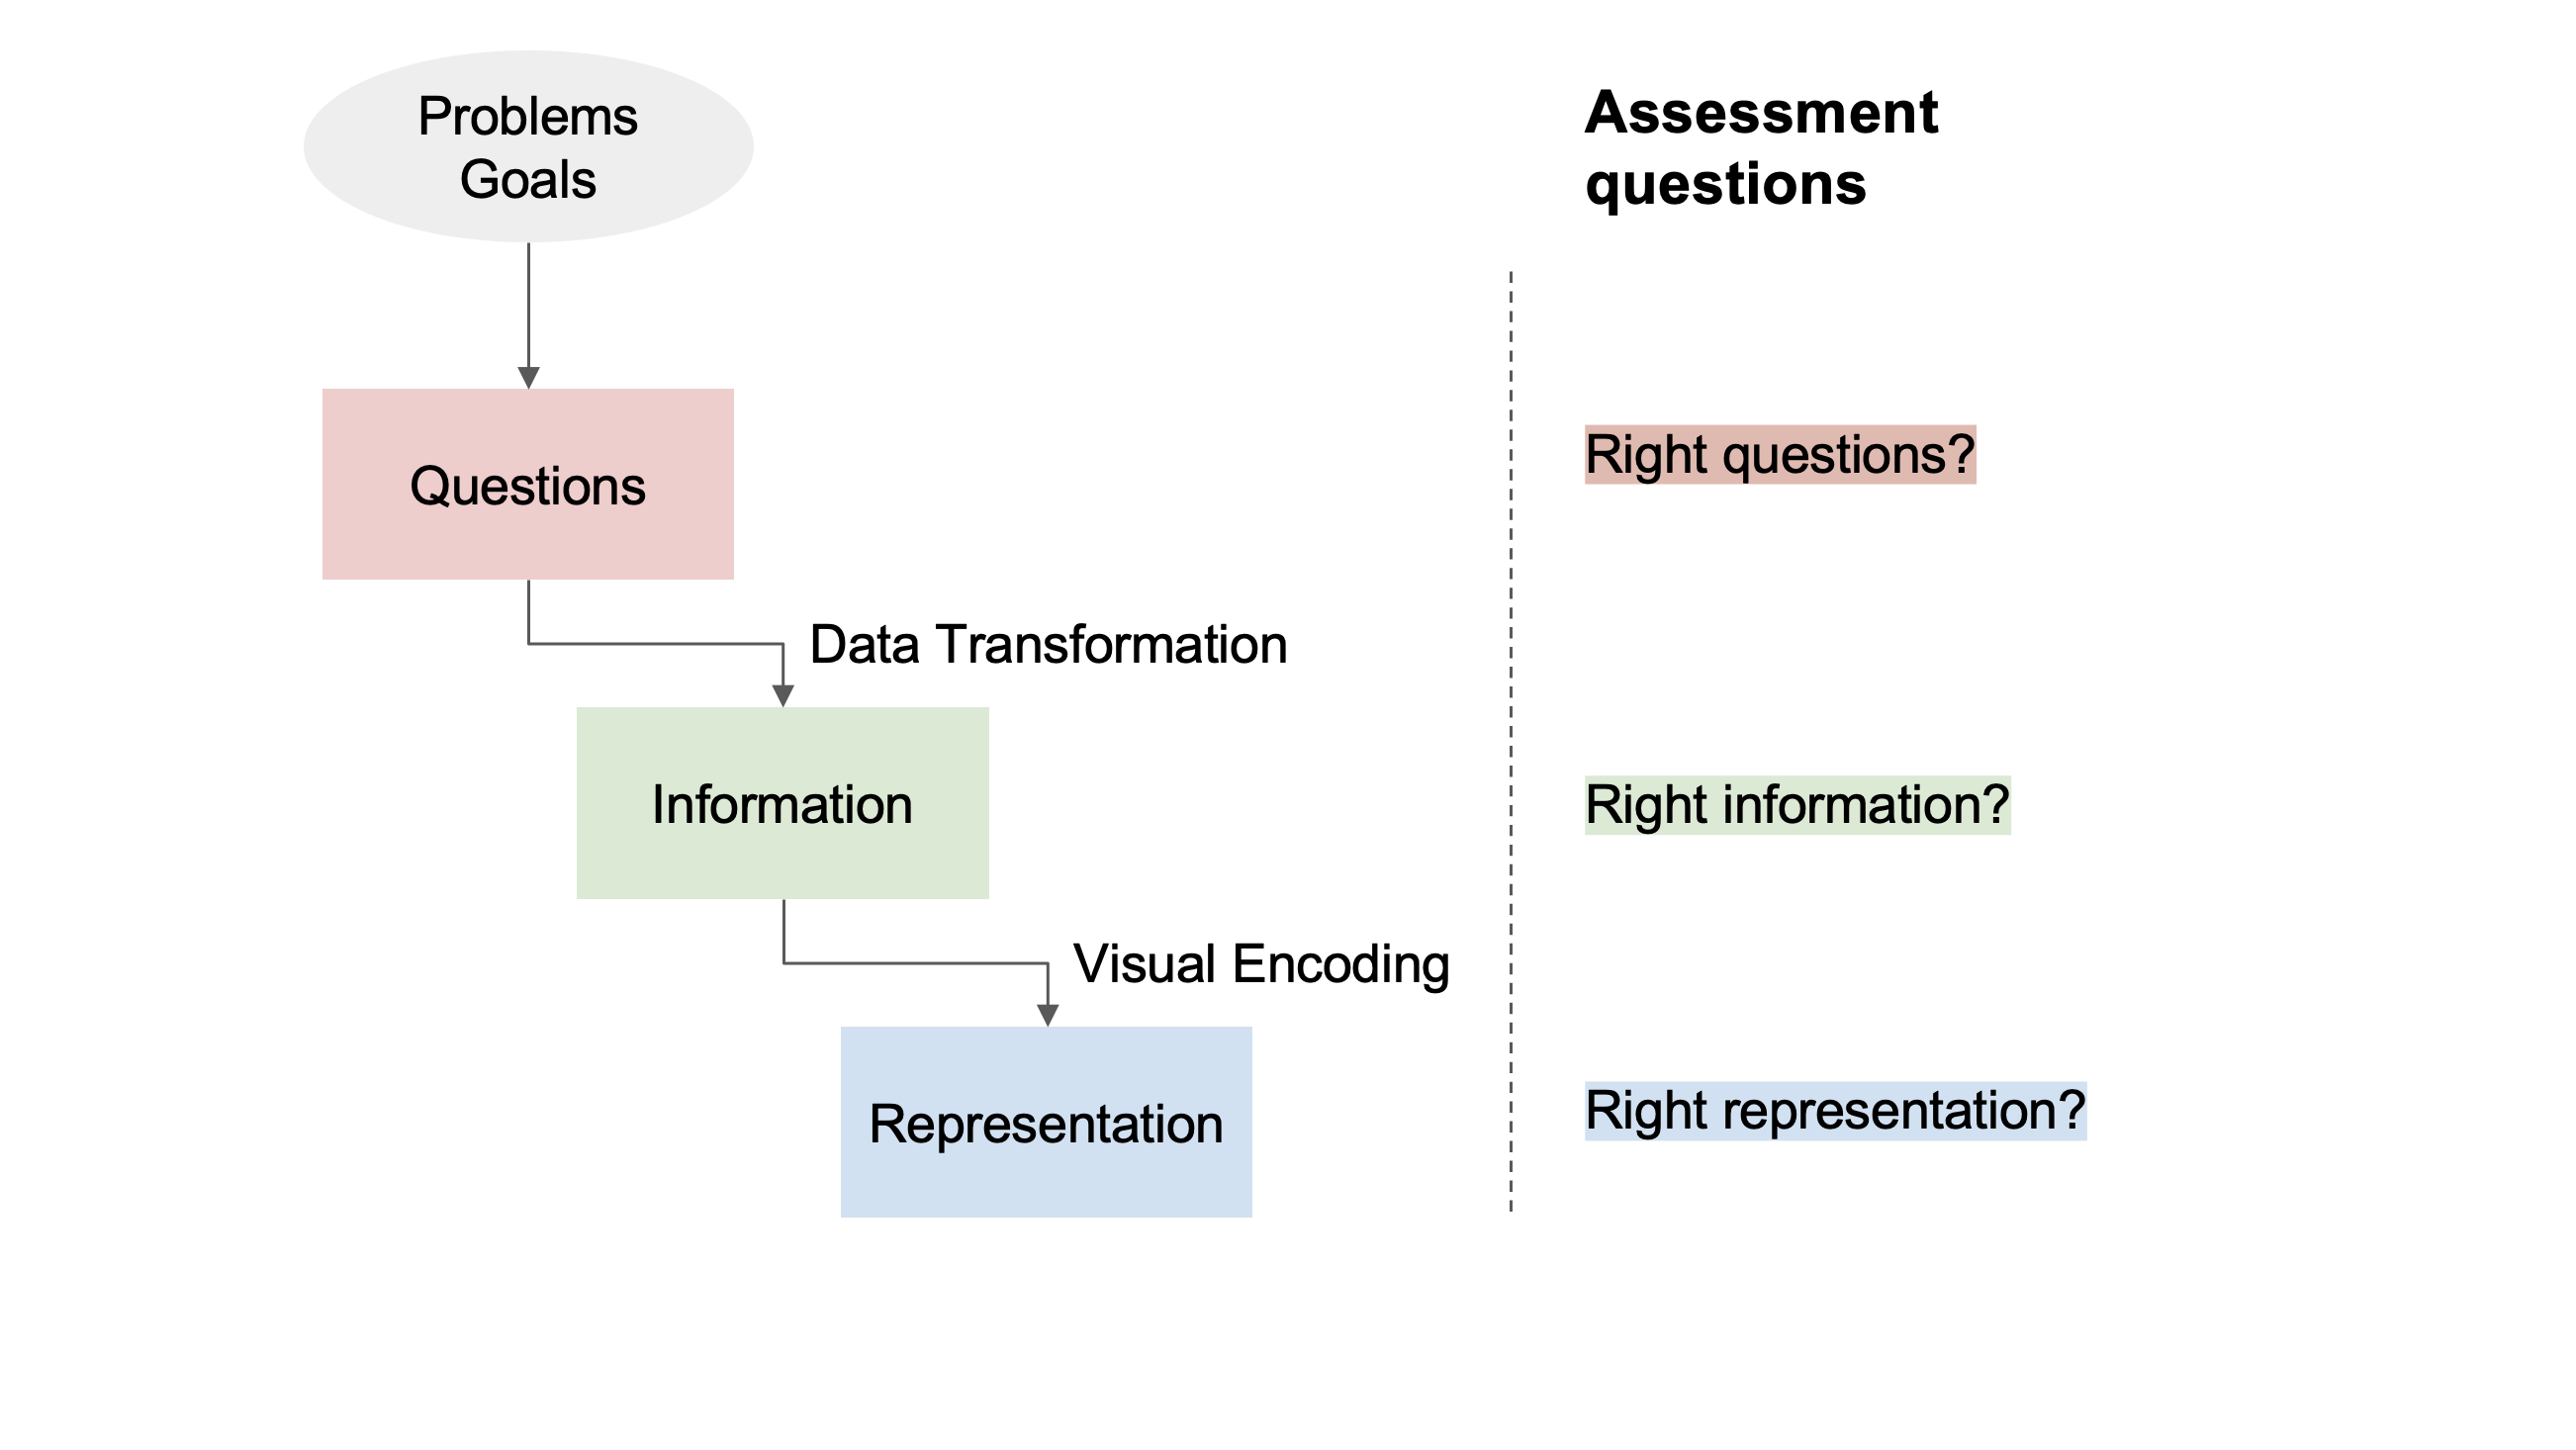 Problems
Goals
Questions
Data Transformation
Information
Visual Encoding
Representation
Assessment
questions
Right questions?
Right information?
Right representation?